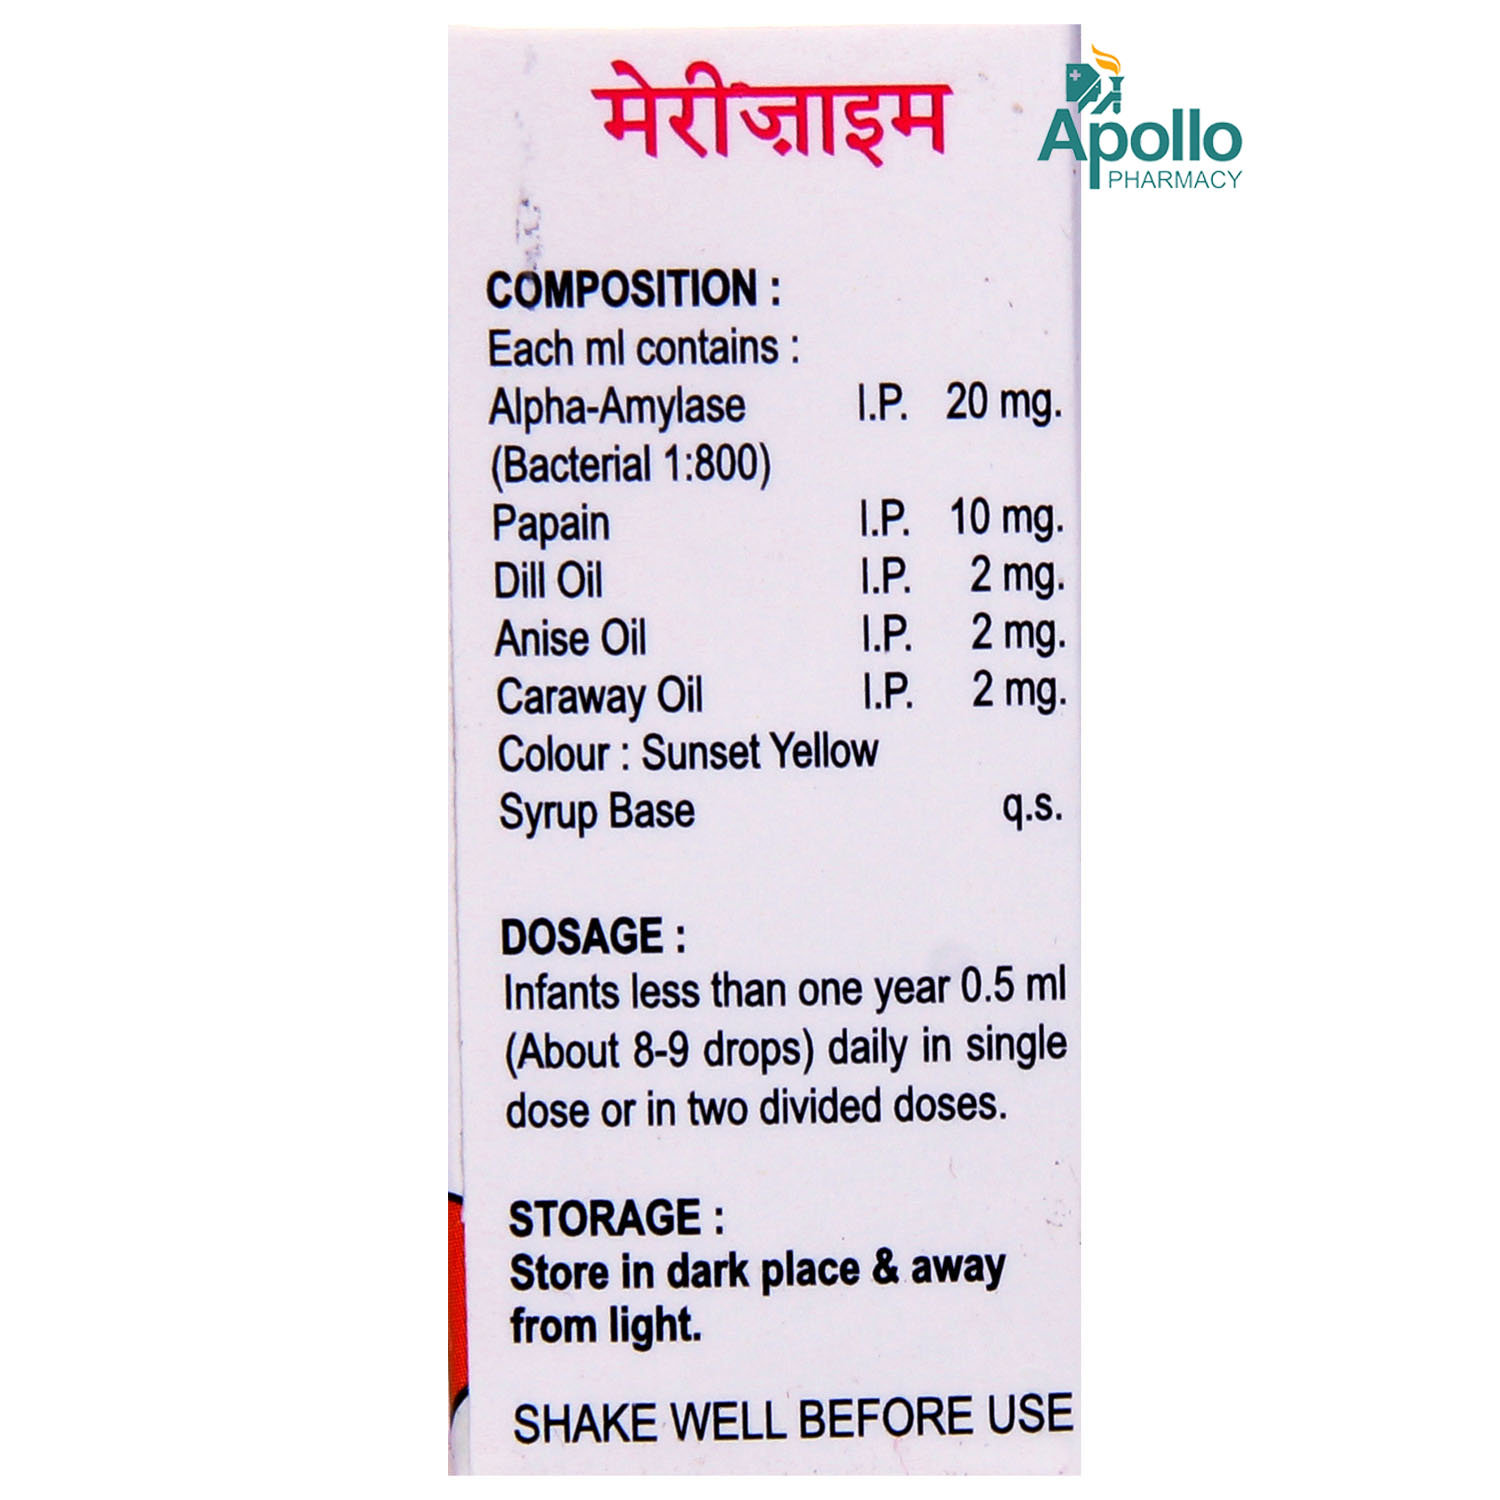 मेरीज़ाइम
Apollo
PHARMACY
COMPOSITION :
Each ml contains :
Alpha-Amylase I.P. 20 mg.
(Bacterial 1:800)
Papain I.P. 10 mg.
Dill Oil I.P. 2 mg.
Anise Oil I.P. 2 mg.
Caraway Oil I.P. 2 mg.
Colour : Sunset Yellow
Syrup Base q.s.
DOSAGE :
Infants less than one year 0.5 ml
(About 8-9 drops) daily in single
dose or in two divided doses.
STORAGE :
Store in dark place & away
from light.
SHAKE WELL BEFORE USE